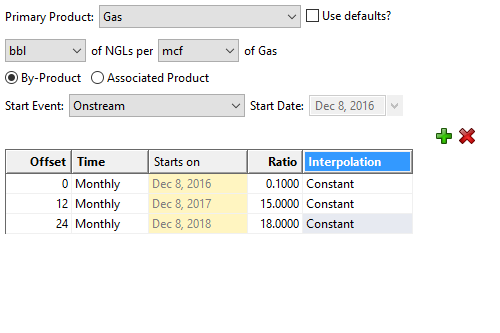 Primary Product: Gas Use defaults?
bbl of NGLs per mcf of Gas
By-Product Associated Product
Start Event: Onstream Start Date: Dec 8, 2016
Offset Time Starts on Ratio Interpolation
0 Monthly Dec 8, 2016 0.1000 Constant
12 Monthly Dec 8, 2017 15.0000 Constant
24 Monthly Dec 8, 2018 18.0000 Constant